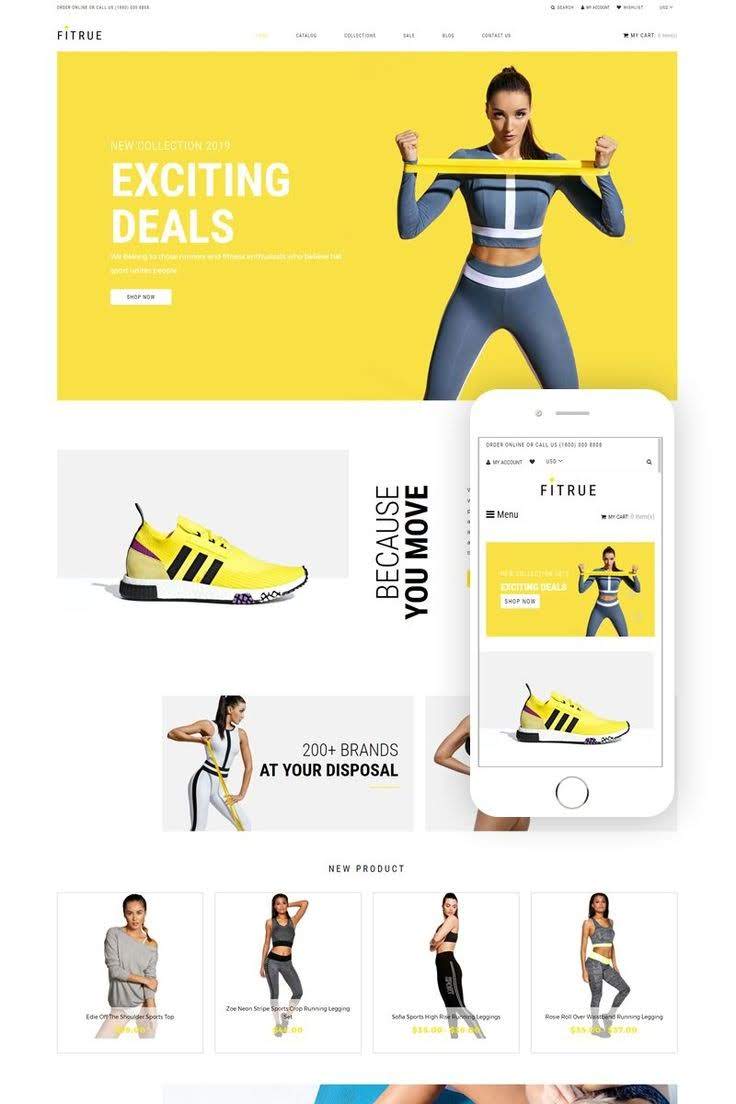 ORDER ONLINE OR CALL US (1800) 000 8808
SEARCH MY ACCOUNT WISHLIST USD
FiTRUE
HOME CATALOG COLLECTIONS SALE BLOG CONTACT US
MY CART: 0 item(s)
NEW COLLECTION 2019
EXCITING
DEALS
We belong to those runners and fitness enthusiasts who believe hat
sport unites people
SHOP NOW
BECAUSE
YOU MOVE
ORDER ONLINE OR CALL US (1800) 000 8808
MY ACCOUNT USD
FiTRUE
Menu
MY CART: 0 item(s)
NEW COLLECTION 2019
EXCITING DEALS
SHOP NOW
200+ BRANDS
AT YOUR DISPOSAL
NEW PRODUCT
Edie Off The Shoulder Sports Top
Zoe Neon Stripe Sports Crop Running Legging
Set
Sofia Sports High Rise Running Leggings
$35.00 -
Rosie Roll Over Waistband Running Legging
$35.00 - $37.00